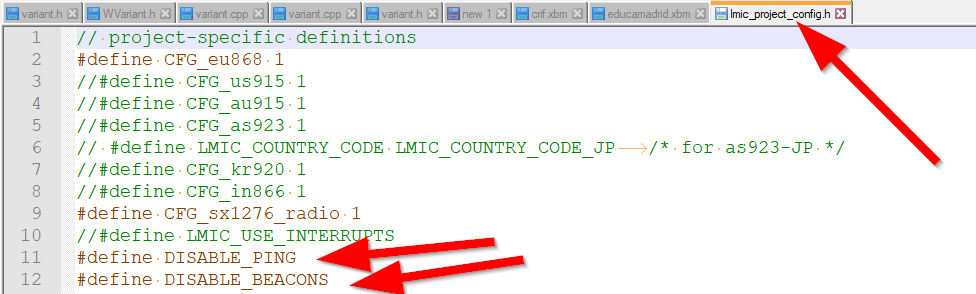 variant.h WVariant.h variant.cpp variant.cpp variant.h new 1 crif.xbm educamadrid.xbm lmic_project_config.h
1 // project-specific definitions
2 #define CFG_eu868 1
3 //#define CFG_us915 1
4 //#define CFG_au915 1
5 //#define CFG_as923 1
6 // #define LMIC_COUNTRY_CODE LMIC_COUNTRY_CODE_JP /* for as923-JP */
7 //#define CFG_kr920 1
8 //#define CFG_in866 1
9 #define CFG_sx1276_radio 1
10 //#define LMIC_USE_INTERRUPTS
11 #define DISABLE_PING
12 #define DISABLE_BEACONS